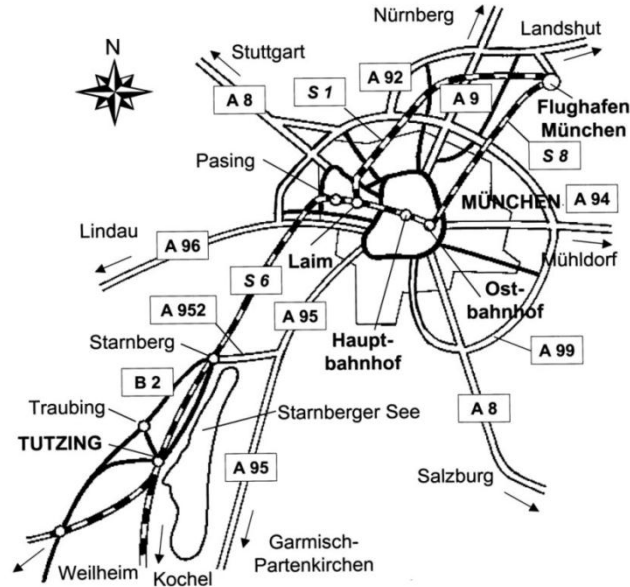 Nürnberg
Landshut
N
Stuttgart
A 92
S 1
A 9
A 8
Flughafen
München
Pasing
S 8
MÜNCHEN
A 94
Lindau
A 96
Laim
Mühldorf
S 6
Ost-
bahnhof
A 952
A 95
Haupt-
bahnhof
Starnberg
A 99
B 2
A 8
Traubing
Starnberger See
TUTZING
A 95
Salzburg
Garmisch-
Partenkirchen
Weilheim
Kochel